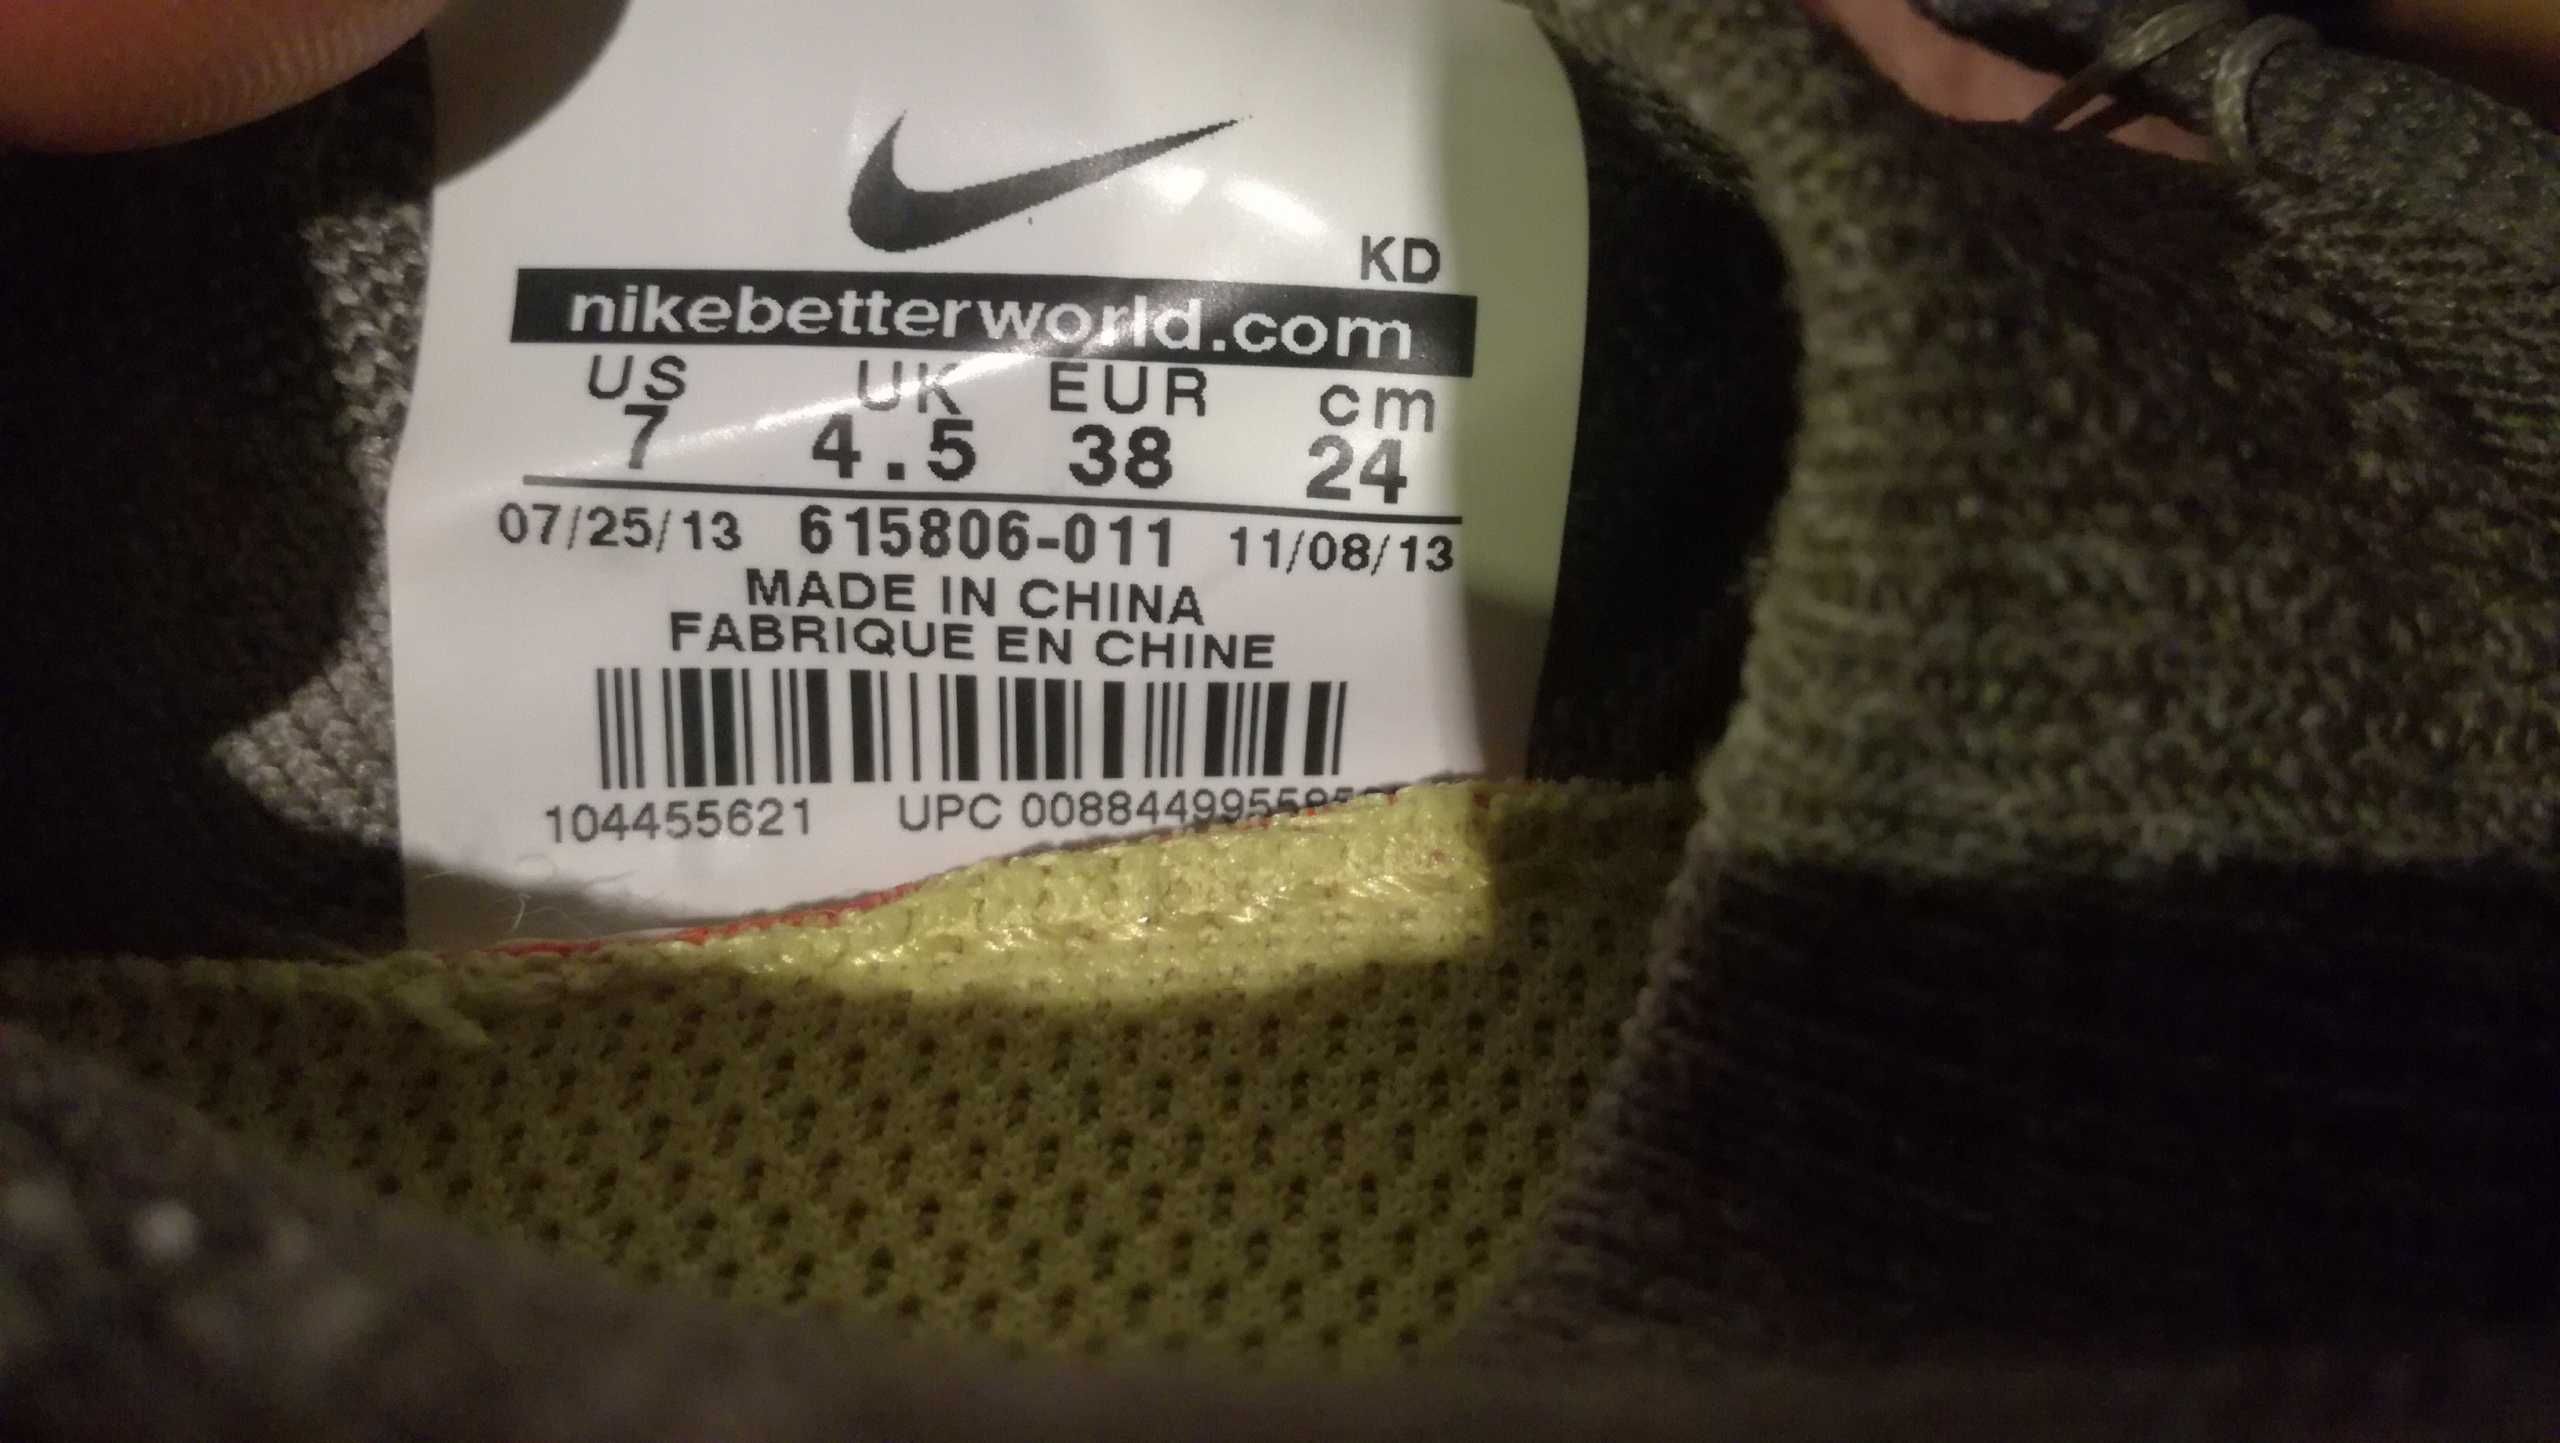 KD
nikebetterworld.com
US UK EUR cm
7 4.5 38 24
07/25/13 615806-011 11/08/13
MADE IN CHINA
FABRIQUE EN CHINE
104455621 UPC